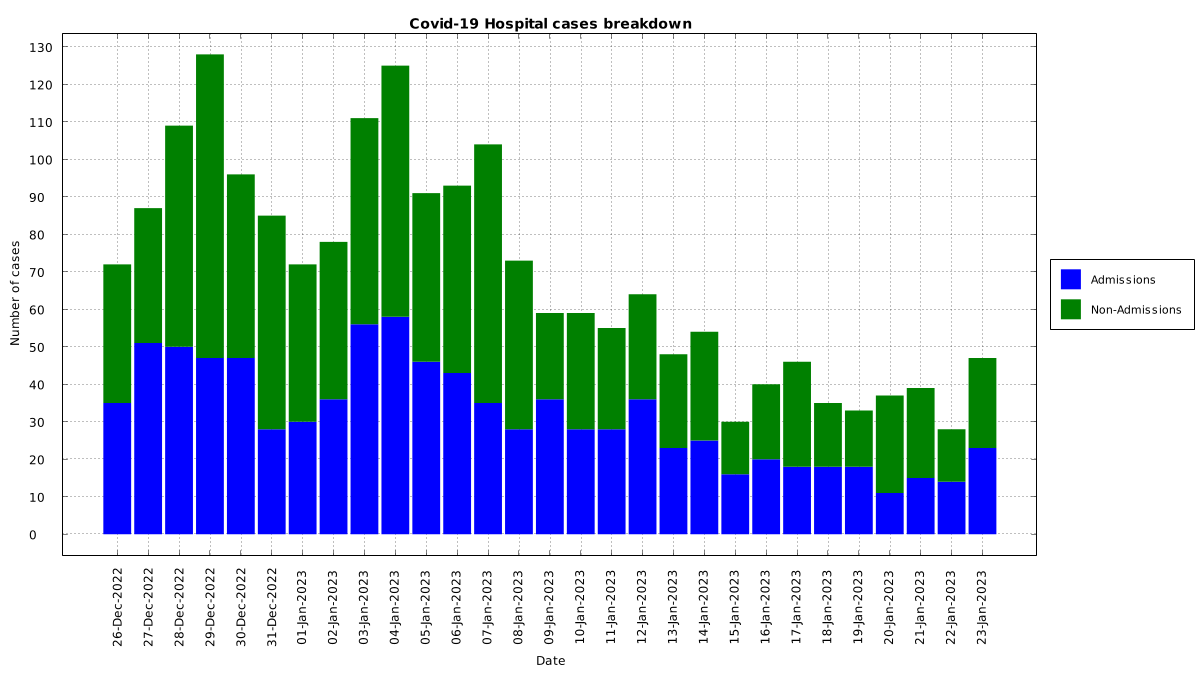 Covid-19 Hospital cases breakdown
130
120
110
100
90
80
70
60
50
40
30
20
10
0
Number of cases
26-Dec-2022
27-Dec-2022
28-Dec-2022
29-Dec-2022
30-Dec-2022
31-Dec-2022
01-Jan-2023
02-Jan-2023
03-Jan-2023
04-Jan-2023
05-Jan-2023
06-Jan-2023
07-Jan-2023
08-Jan-2023
09-Jan-2023
10-Jan-2023
11-Jan-2023
12-Jan-2023
13-Jan-2023
14-Jan-2023
15-Jan-2023
16-Jan-2023
17-Jan-2023
18-Jan-2023
19-Jan-2023
20-Jan-2023
21-Jan-2023
22-Jan-2023
23-Jan-2023
Date
Admissions
Non-Admissions